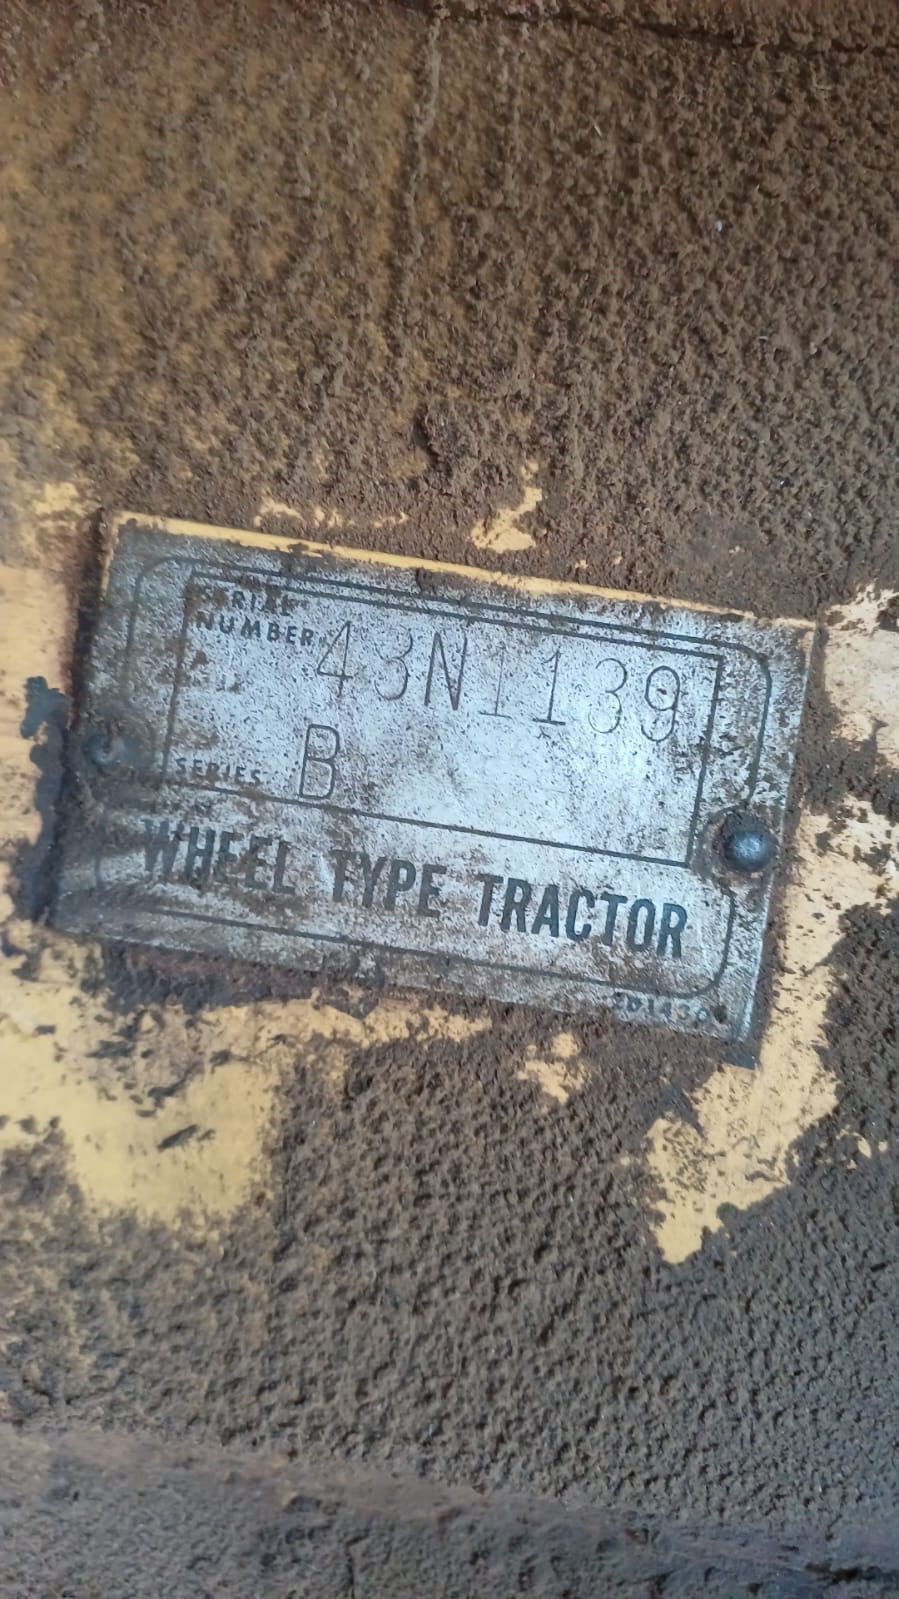 SERIAL
NUMBER 43N1139
SERIES B
WHEEL TYPE TRACTOR